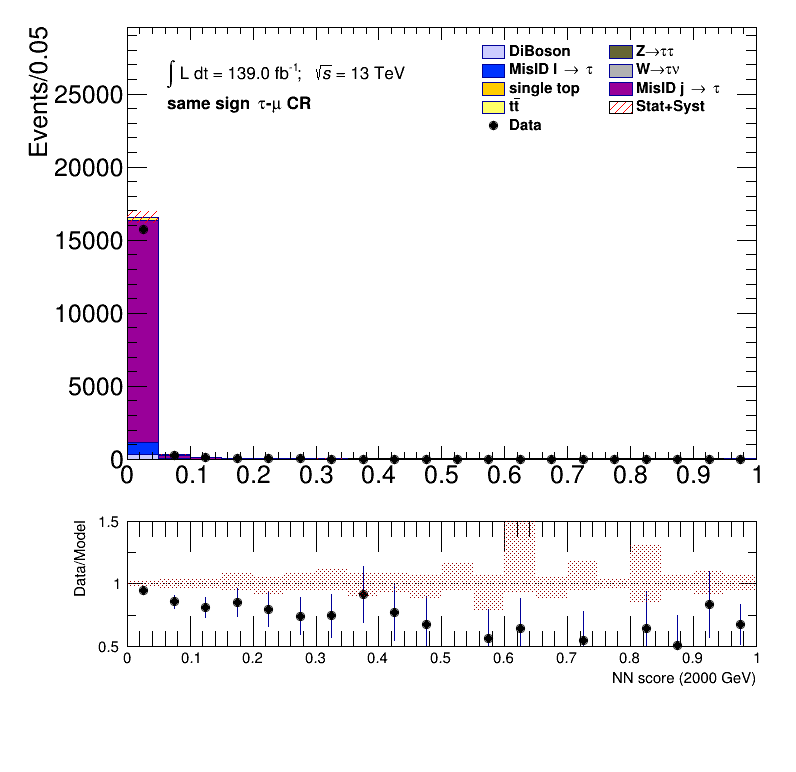 Events/0.05
25000
20000
15000
10000
5000
0
∫ L dt = 139.0 fb⁻¹; √s = 13 TeV
same sign τ-μ CR
DiBoson
MisID l → τ
single top
tt̄
Data
Z→ττ
W→τν
MisID j → τ
Stat+Syst
0 0.1 0.2 0.3 0.4 0.5 0.6 0.7 0.8 0.9 1
Data/Model
1.5
1
0.5
0 0.1 0.2 0.3 0.4 0.5 0.6 0.7 0.8 0.9 1
NN score (2000 GeV)